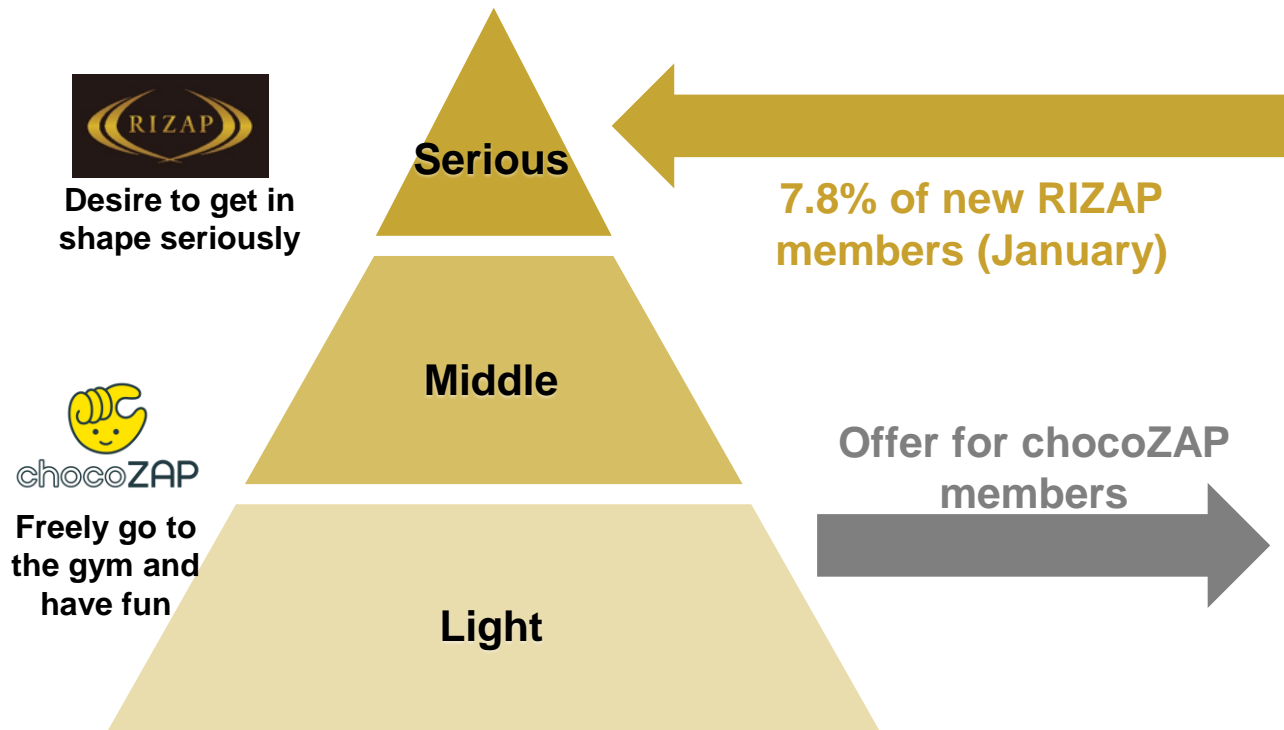 RIZAP
Desire to get in
shape seriously
Serious
7.8% of new RIZAP
members (January)
Middle
chocoZAP
Freely go to
the gym and
have fun
Offer for chocoZAP
members
Light